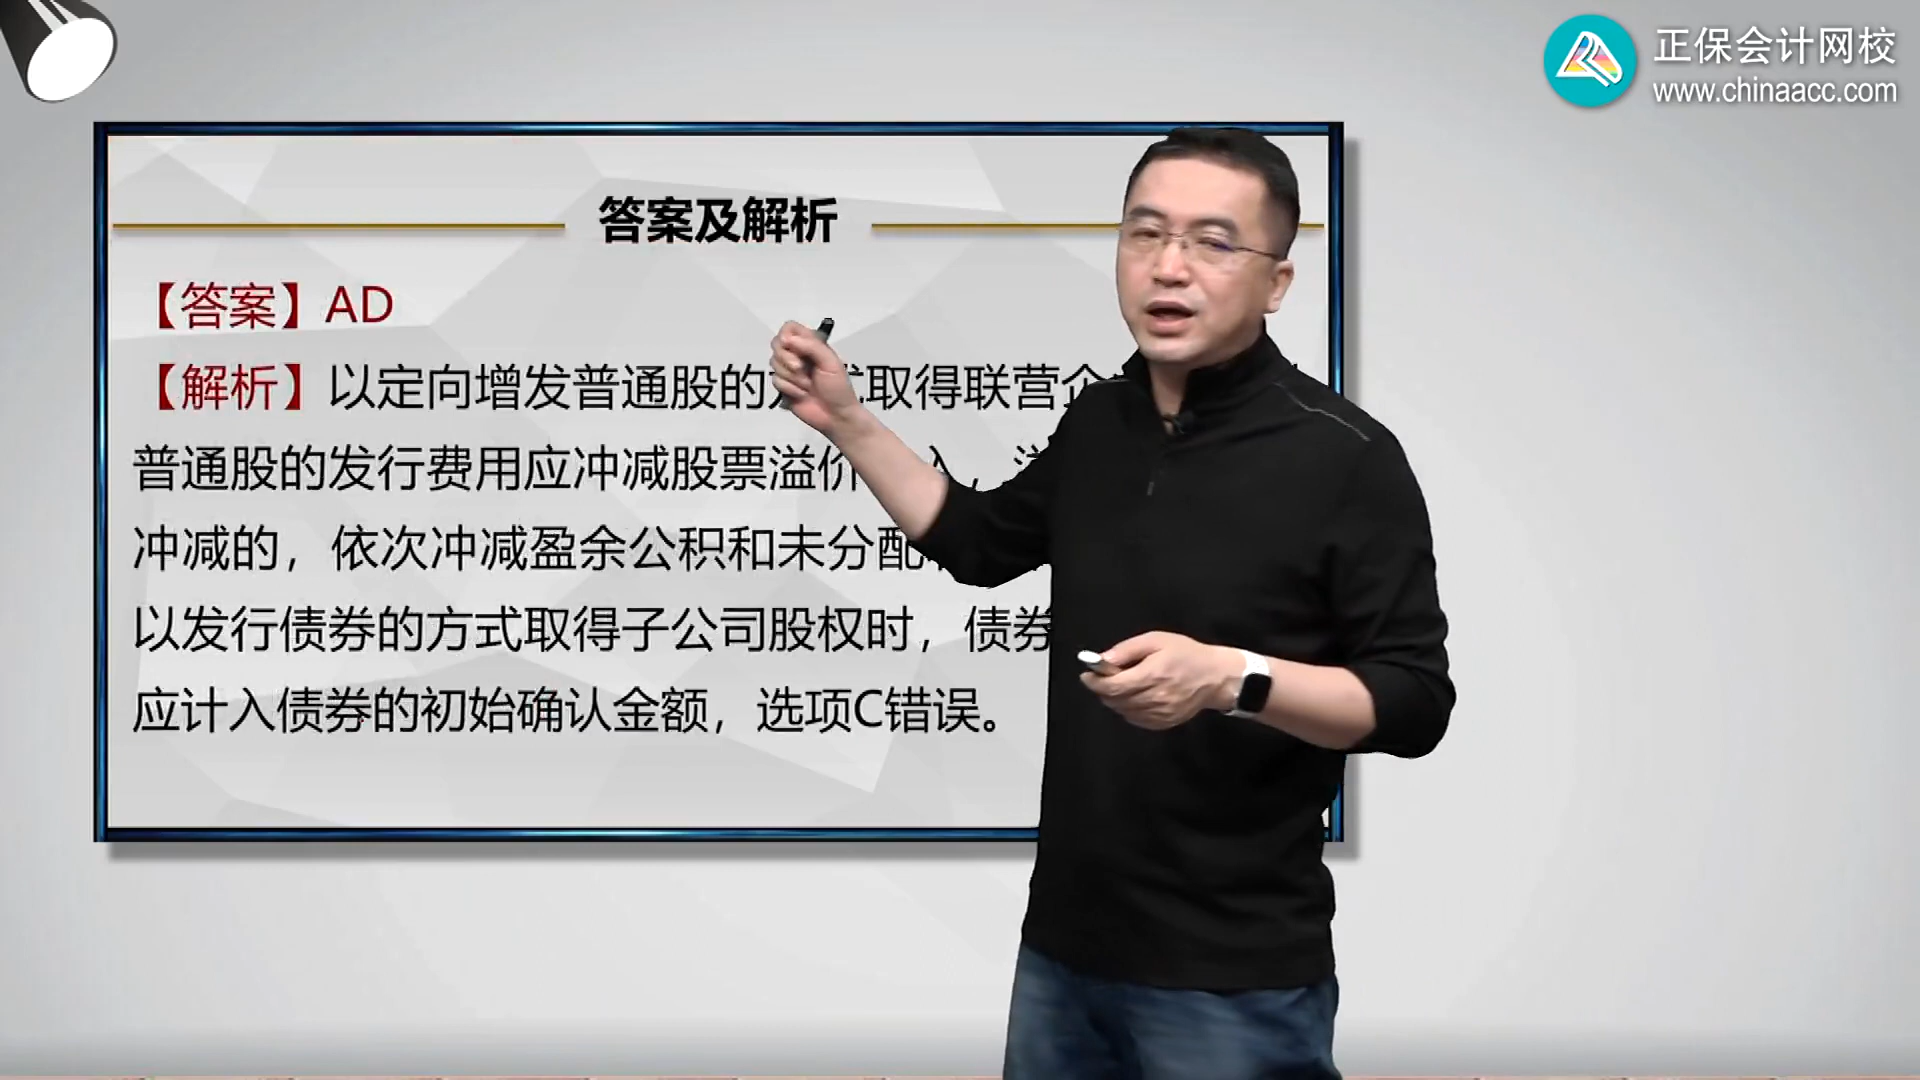 正保会计网校
www.chinaacc.com
答案及解析
【答案】AD
【解析】以定向增发普通股的方式取得联营企
普通股的发行费用应冲减股票溢价 入，
冲减的，依次冲减盈余公积和未分配
以发行债券的方式取得子公司股权时，债券
应计入债券的初始确认金额，选项C错误。